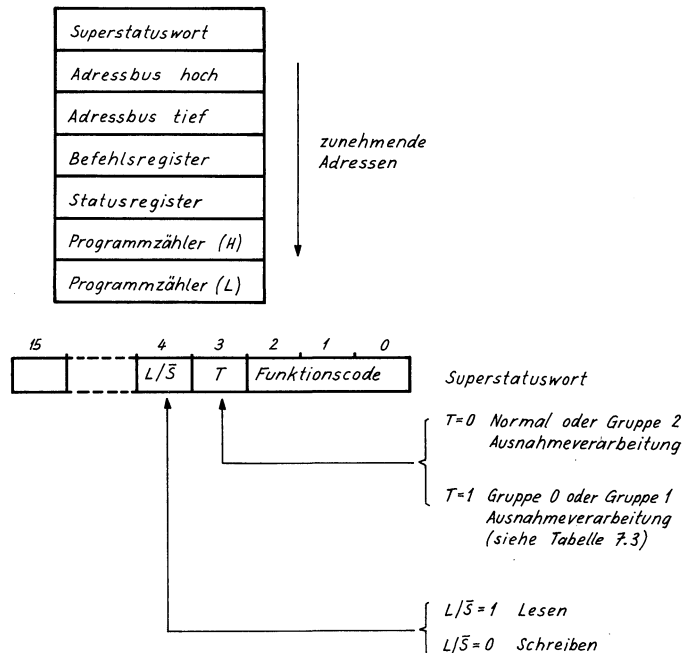 Superstatuswort
Adressbus hoch
Adressbus tief
Befehlsregister
Statusregister
Programmzähler (H)
Programmzähler (L)
zunehmende
Adressen
15 4 3 2 1 0
L/S̅ T Funktionscode
Superstatuswort
T=0 Normal oder Gruppe 2
Ausnahmeverarbeitung
T=1 Gruppe 0 oder Gruppe 1
Ausnahmeverarbeitung
(siehe Tabelle 7.3)
L/S̅=1 Lesen
L/S̅=0 Schreiben